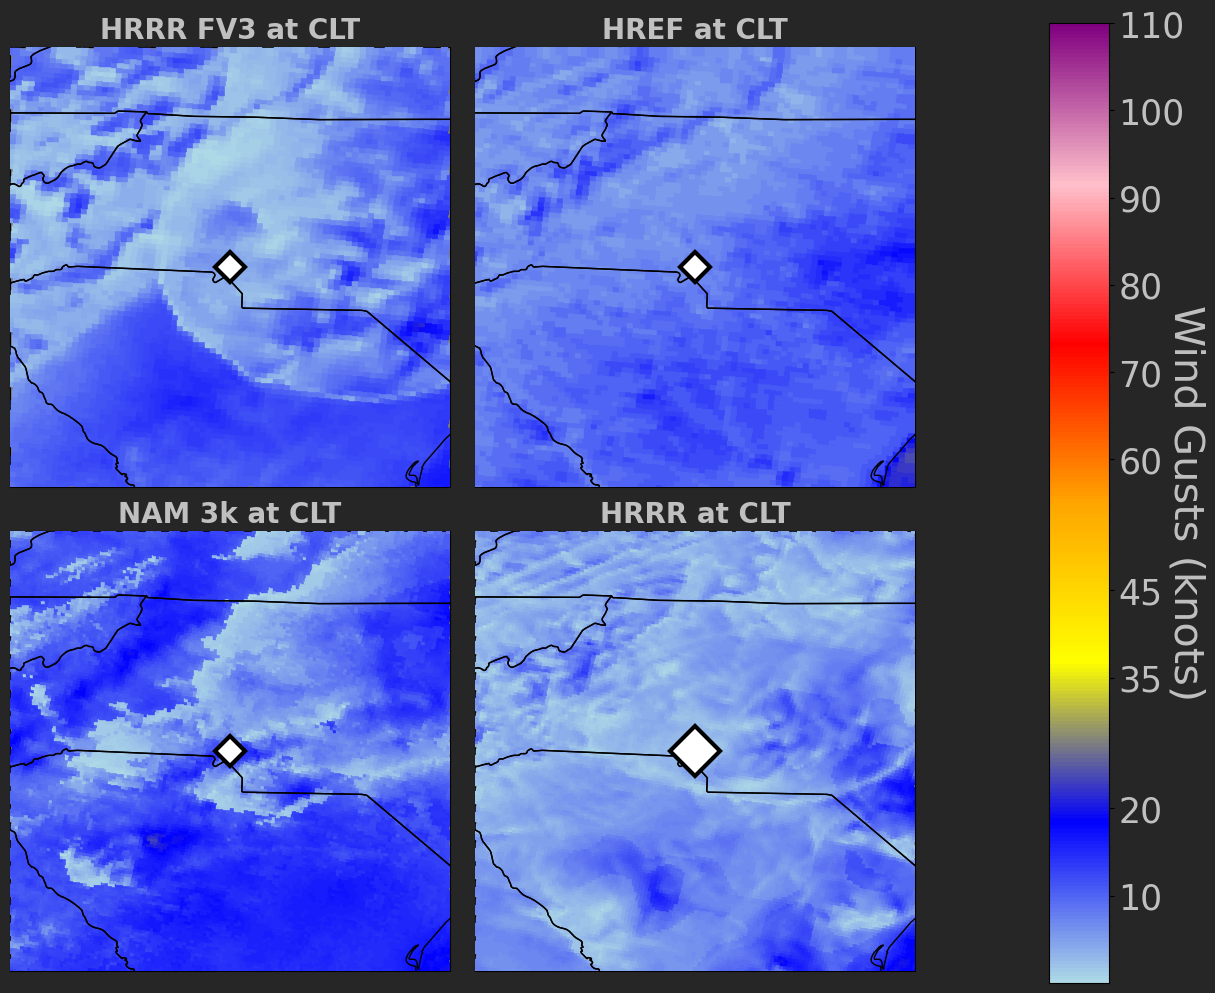 HRRR FV3 at CLT
HREF at CLT
NAM 3k at CLT
HRRR at CLT
110
100
90
80
70
60
45
35
20
10
Wind Gusts (knots)